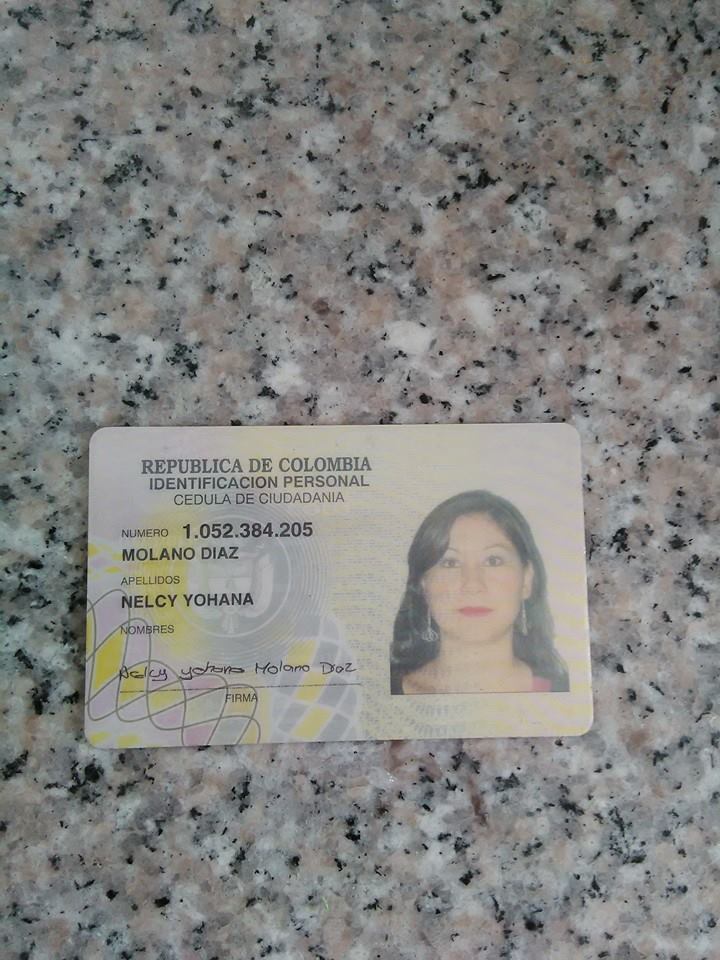 REPUBLICA DE COLOMBIA
IDENTIFICACION PERSONAL
CEDULA DE CIUDADANIA
NUMERO 1.052.384.205
MOLANO DIAZ
APELLIDOS
NELCY YOHANA
NOMBRES
Nelcy yohana Molano Diaz
FIRMA